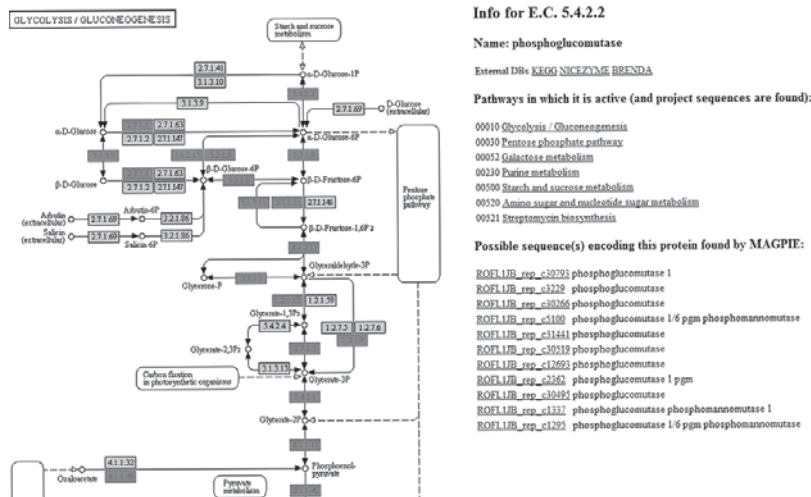 GLYCOLYSIS / GLUCONEOGENESIS
Starch and sucrose
metabolism
α-D-Glucose-1P
2.7.1.41
3.1.3.10
3.1.3.9
2.7.1.69
D-Glucose
(extracellular)
α-D-Glucose
2.7.1.63
2.7.1.2
2.7.1.147
α-D-Glucose-6P
β-D-Glucose-6P
β-D-Glucose
2.7.1.63
2.7.1.2
2.7.1.147
β-D-Fructose-6P
2.7.1.146
Pentose
phosphate
pathway
Arbutin
(extracellular)
2.7.1.69
Arbutin-6P
3.2.1.86
Salicin
(extracellular)
2.7.1.69
Salicin-6P
3.2.1.86
β-D-Fructose-1,6P2
Glyceraldehyde-3P
Glycerone-P
1.2.1.59
Glycerate-1,3P2
5.4.2.4
1.2.7.5
1.2.7.6
Glycerate-2,3P2
3.1.3.13
Glycerate-3P
Carbon fixation
in photosynthetic organisms
Glycerate-2P
4.1.1.32
Oxaloacetate
Phosphoenol-
pyruvate
Pyruvate
metabolism
Info for E.C. 5.4.2.2
Name: phosphoglucomutase
External DBs KEGG NICEZYME BRENDA
Pathways in which it is active (and project sequences are found):
00010 Glycolysis / Gluconeogenesis
00030 Pentose phosphate pathway
00052 Galactose metabolism
00230 Purine metabolism
00500 Starch and sucrose metabolism
00520 Amino sugar and nucleotide sugar metabolism
00521 Streptomycin biosynthesis
Possible sequence(s) encoding this protein found by MAGPIE:
ROFL1JB_rep_c30793 phosphoglucomutase 1
ROFL1JB_rep_c3229 phosphoglucomutase
ROFL1JB_rep_c30266 phosphoglucomutase
ROFL1JB_rep_c5100 phosphoglucomutase 1/6 pgm phosphomannomutase
ROFL1JB_rep_c31441 phosphoglucomutase
ROFL1JB_rep_c30519 phosphoglucomutase
ROFL1JB_rep_c12693 phosphoglucomutase
ROFL1JB_rep_c2362 phosphoglucomutase 1 pgm
ROFL1JB_rep_c30495 phosphoglucomutase
ROFL1JB_rep_c1337 phosphoglucomutase phosphomannomutase 1
ROFL1JB_rep_c1295 phosphoglucomutase 1/6 pgm phosphomannomutase